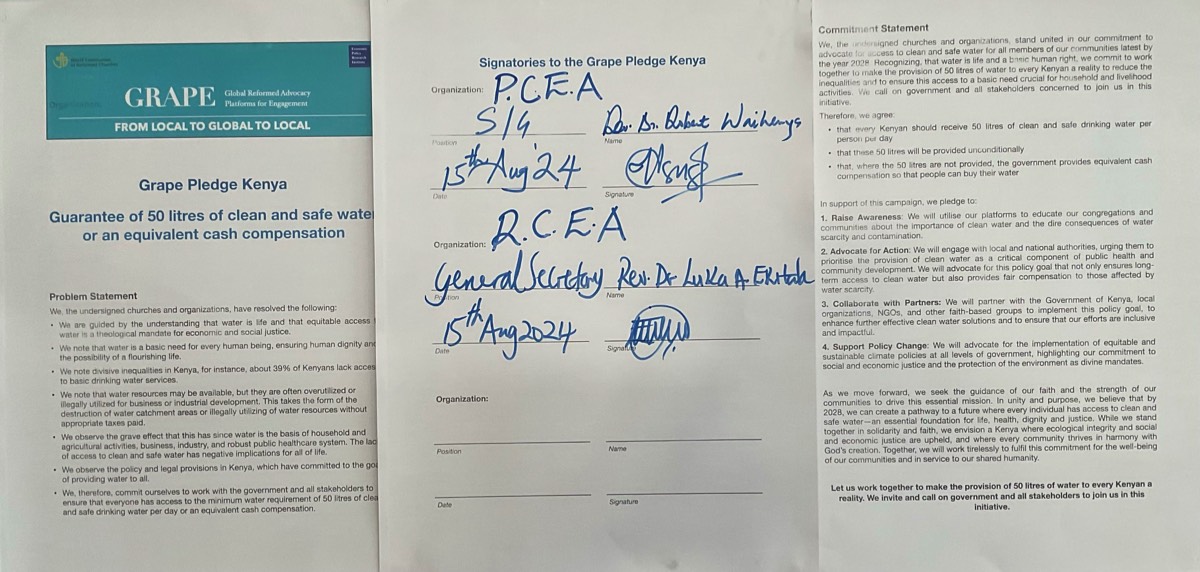 GRAPE Global Reformed Advocacy
Platforms for Engagement
FROM LOCAL TO GLOBAL TO LOCAL
Grape Pledge Kenya
Guarantee of 50 litres of clean and safe water
or an equivalent cash compensation
Problem Statement
We, the undersigned churches and organizations, have resolved the following:
• We are guided by the understanding that water is life and that equitable access
water is a theological mandate for economic and social justice.
• We note that water is a basic need for every human being, ensuring human dignity and
the possibility of a flourishing life.
• We note divisive inequalities in Kenya, for instance, about 39% of Kenyans lack acces
to basic drinking water services.
• We note that water resources may be available, but they are often overutilized or
illegally utilized for business or industrial development. This takes the form of the
destruction of water catchment areas or illegally utilizing of water resources without
appropriate taxes paid.
• We observe the grave effect that this has since water is the basis of household and
agricultural activities, business, industry, and robust public healthcare system. The lac
of access to clean and safe water has negative implications for all of life.
• We observe the policy and legal provisions in Kenya, which have committed to the go
of providing water to all.
• We, therefore, commit ourselves to work with the government and all stakeholders to
ensure that everyone has access to the minimum water requirement of 50 litres of clea
and safe drinking water per day or an equivalent cash compensation.
Signatories to the Grape Pledge Kenya
Organization: P.C.E.A
S/G Dr. Robert
Position Name
15th Aug '24
Date Signature
Organization: R.C.E.A
General Secretary Rev. Dr Luka A
Position Name
15th Aug 2024
Date Signature
Organization:
Position Name
Date Signature
Commitment Statement
We, the undersigned churches and organizations, stand united in our commitment to
advocate for access to clean and safe water for all members of our communities latest by
the year 2028. Recognizing, that water is life and a basic human right, we commit to work
together to make the provision of 50 litres of water to every Kenyan a reality to reduce the
inequalities and to ensure this access to a basic need crucial for household and livelihood
activities. We call on government and all stakeholders concerned to join us in this
initiative.
Therefore, we agree:
• that every Kenyan should receive 50 litres of clean and safe drinking water per
person per day
• that these 50 litres will be provided unconditionally
• that, where the 50 litres are not provided, the government provides equivalent cash
compensation so that people can buy their water
In support of this campaign, we pledge to:
1. Raise Awareness: We will utilise our platforms to educate our congregations and
communities about the importance of clean water and the dire consequences of water
scarcity and contamination.
2. Advocate for Action: We will engage with local and national authorities, urging them to
prioritise the provision of clean water as a critical component of public health and
community development. We will advocate for this policy goal that not only ensures long-
term access to clean water but also provides fair compensation to those affected by
water scarcity.
3. Collaborate with Partners: We will partner with the Government of Kenya, local
organizations, NGOs, and other faith-based groups to implement this policy goal, to
enhance further effective clean water solutions and to ensure that our efforts are inclusive
and impactful.
4. Support Policy Change: We will advocate for the implementation of equitable and
sustainable climate policies at all levels of government, highlighting our commitment to
social and economic justice and the protection of the environment as divine mandates.
As we move forward, we seek the guidance of our faith and the strength of our
communities to drive this essential mission. In unity and purpose, we believe that by
2028, we can create a pathway to a future where every individual has access to clean and
safe water—an essential foundation for life, health, dignity and justice. While we stand
together in solidarity and faith, we envision a Kenya where ecological integrity and social
and economic justice are upheld, and where every community thrives in harmony with
God's creation. Together, we will work tirelessly to fulfil this commitment for the well-being
of our communities and in service to our shared humanity.
Let us work together to make the provision of 50 litres of water to every Kenyan a
reality. We invite and call on government and all stakeholders to join us in this
initiative.